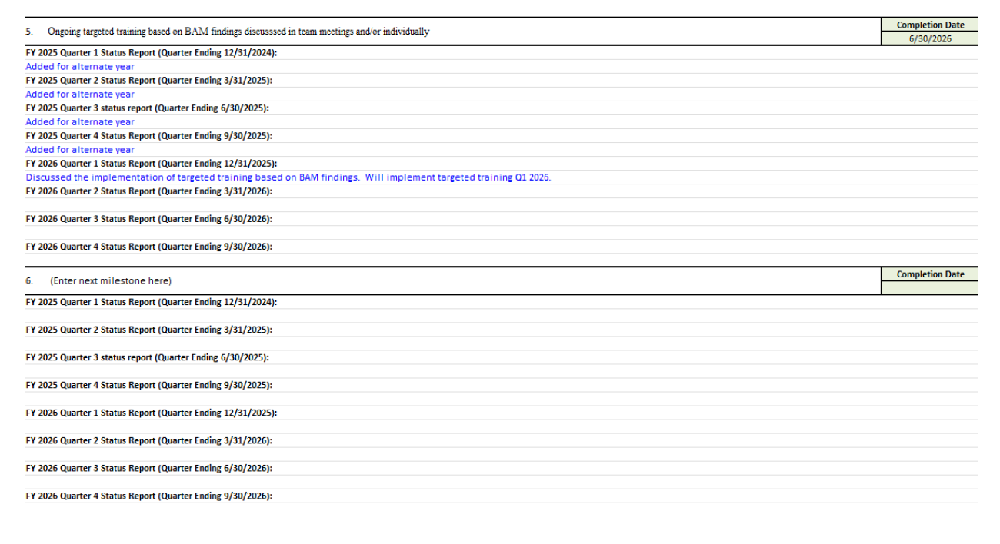 Completion Date
5. Ongoing targeted training based on BAM findings discusssed in team meetings and/or individually
6/30/2026
FY 2025 Quarter 1 Status Report (Quarter Ending 12/31/2024):
Added for alternate year
FY 2025 Quarter 2 Status Report (Quarter Ending 3/31/2025):
Added for alternate year
FY 2025 Quarter 3 status report (Quarter Ending 6/30/2025):
Added for alternate year
FY 2025 Quarter 4 Status Report (Quarter Ending 9/30/2025):
Added for alternate year
FY 2026 Quarter 1 Status Report (Quarter Ending 12/31/2025):
Discussed the implementation of targeted training based on BAM findings.  Will implement targeted training Q1 2026.
FY 2026 Quarter 2 Status Report (Quarter Ending 3/31/2026):
FY 2026 Quarter 3 Status Report (Quarter Ending 6/30/2026):
FY 2026 Quarter 4 Status Report (Quarter Ending 9/30/2026):
Completion Date
6. (Enter next milestone here)
FY 2025 Quarter 1 Status Report (Quarter Ending 12/31/2024):
FY 2025 Quarter 2 Status Report (Quarter Ending 3/31/2025):
FY 2025 Quarter 3 status report (Quarter Ending 6/30/2025):
FY 2025 Quarter 4 Status Report (Quarter Ending 9/30/2025):
FY 2026 Quarter 1 Status Report (Quarter Ending 12/31/2025):
FY 2026 Quarter 2 Status Report (Quarter Ending 3/31/2026):
FY 2026 Quarter 3 Status Report (Quarter Ending 6/30/2026):
FY 2026 Quarter 4 Status Report (Quarter Ending 9/30/2026):